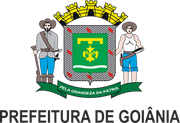 PELA GRANDEZA DA PÁTRIA
PREFEITURA DE GOIÂNIA